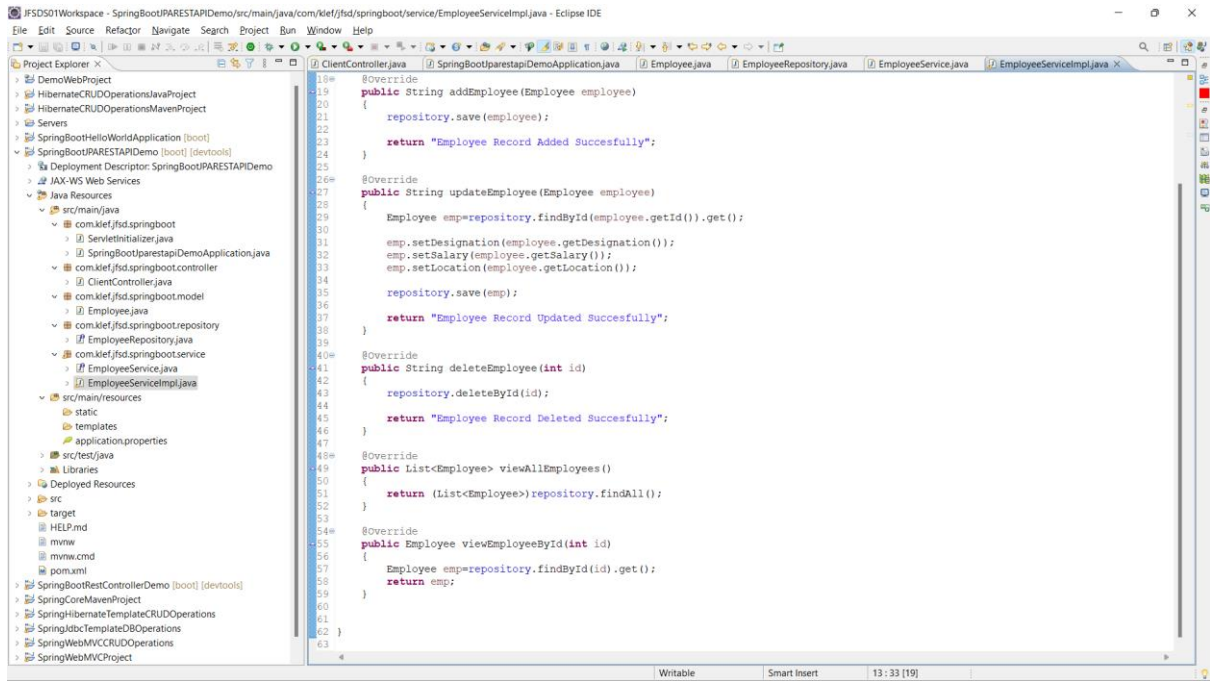 JFSDS01Workspace - SpringBootJPARESTAPIDemo/src/main/java/com/klef/jfsd/springboot/service/EmployeeServiceImpl.java - Eclipse IDE
File Edit Source Refactor Navigate Search Project Run Window Help
Project Explorer
DemoWebProject
HibernateCRUDOperationsJavaProject
HibernateCRUDOperationsMavenProject
Servers
SpringBootHelloWorldApplication [boot]
SpringBootJPARESTAPIDemo [boot] [devtools]
Deployment Descriptor: SpringBootJPARESTAPIDemo
JAX-WS Web Services
Java Resources
src/main/java
com.klef.jfsd.springboot
ServletInitializer.java
SpringBootJparestapiDemoApplication.java
com.klef.jfsd.springboot.controller
ClientController.java
com.klef.jfsd.springboot.model
Employee.java
com.klef.jfsd.springboot.repository
EmployeeRepository.java
com.klef.jfsd.springboot.service
EmployeeService.java
EmployeeServiceImpl.java
src/main/resources
static
templates
application.properties
src/test/java
Libraries
Deployed Resources
src
target
HELP.md
mvnw
mvnw.cmd
pom.xml
SpringBootRestControllerDemo [boot] [devtools]
SpringCoreMavenProject
SpringHibernateTemplateCRUDOperations
SpringJdbcTemplateDBOperations
SpringWebMVCCRUDOperations
SpringWebMVCProject
ClientController.java SpringBootJparestapiDemoApplication.java Employee.java EmployeeRepository.java EmployeeService.java EmployeeServiceImpl.java
18 @Override
19 public String addEmployee(Employee employee)
20 {
21 repository.save(employee);
22
23 return "Employee Record Added Succesfully";
24 }
25
26 @Override
27 public String updateEmployee(Employee employee)
28 {
29 Employee emp=repository.findById(employee.getId()).get();
30
31 emp.setDesignation(employee.getDesignation());
32 emp.setSalary(employee.getSalary());
33 emp.setLocation(employee.getLocation());
34
35 repository.save(emp);
36
37 return "Employee Record Updated Succesfully";
38 }
39
40 @Override
41 public String deleteEmployee(int id)
42 {
43 repository.deleteById(id);
44
45 return "Employee Record Deleted Succesfully";
46 }
47
48 @Override
49 public List<Employee> viewAllEmployees()
50 {
51 return (List<Employee>)repository.findAll();
52 }
53
54 @Override
55 public Employee viewEmployeeById(int id)
56 {
57 Employee emp=repository.findById(id).get();
58 return emp;
59 }
60
61
62 }
63
Writable Smart Insert 13 : 33 [19]